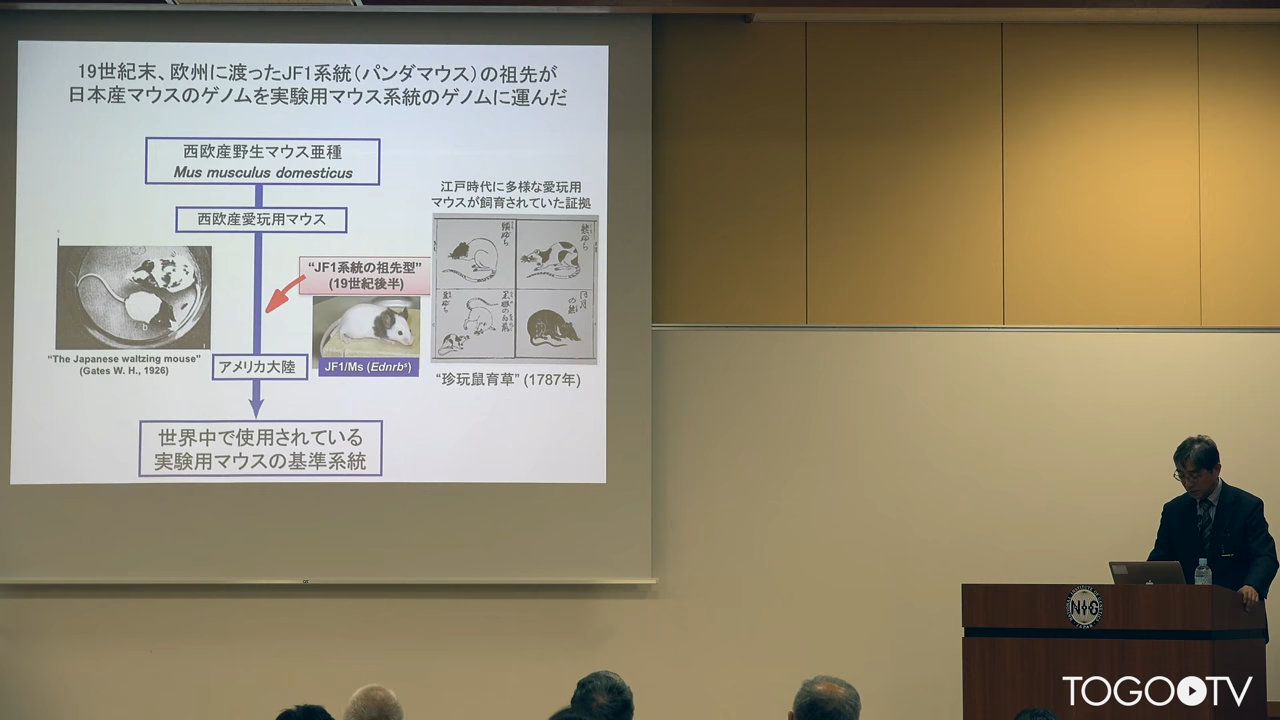 19世紀末、欧州に渡ったJF1系統（パンダマウス）の祖先が
日本産マウスのゲノムを実験用マウス系統のゲノムに運んだ
西欧産野生マウス亜種
Mus musculus domesticus
西欧産愛玩用マウス
江戸時代に多様な愛玩用
マウスが飼育されていた証拠
“JF1系統の祖先型”
(19世紀後半)
“The Japanese waltzing mouse”
(Gates W. H., 1926)
アメリカ大陸
JF1/Ms (Ednrbˢ)
“珍玩鼠育草” (1787年)
世界中で使用されている
実験用マウスの基準系統
NIG
TOGOTV